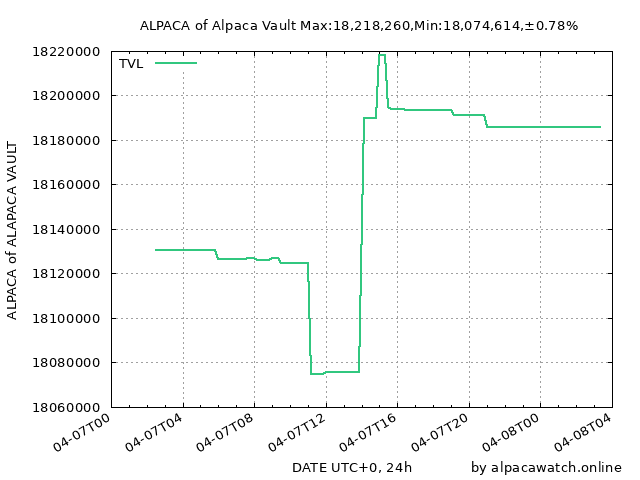 ALPACA of Alpaca Vault Max:18,218,260,Min:18,074,614,±0.78%
TVL
ALPACA of ALAPACA VAULT
18220000
18200000
18180000
18160000
18140000
18120000
18100000
18080000
18060000
04-07T00
04-07T04
04-07T08
04-07T12
04-07T16
04-07T20
04-08T00
04-08T04
DATE UTC+0, 24h
by alpacawatch.online